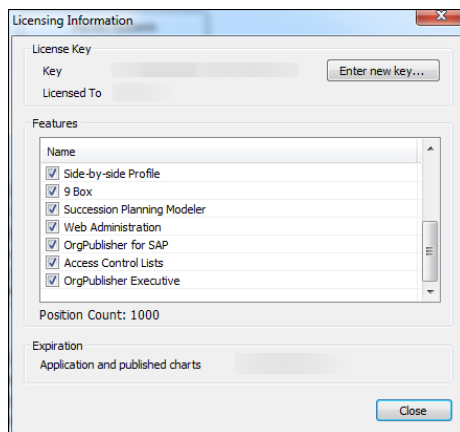 Licensing Information
License Key
Key
Enter new key...
Licensed To
Features
Name
Side-by-side Profile
9 Box
Succession Planning Modeler
Web Administration
OrgPublisher for SAP
Access Control Lists
OrgPublisher Executive
Position Count: 1000
Expiration
Application and published charts
Close